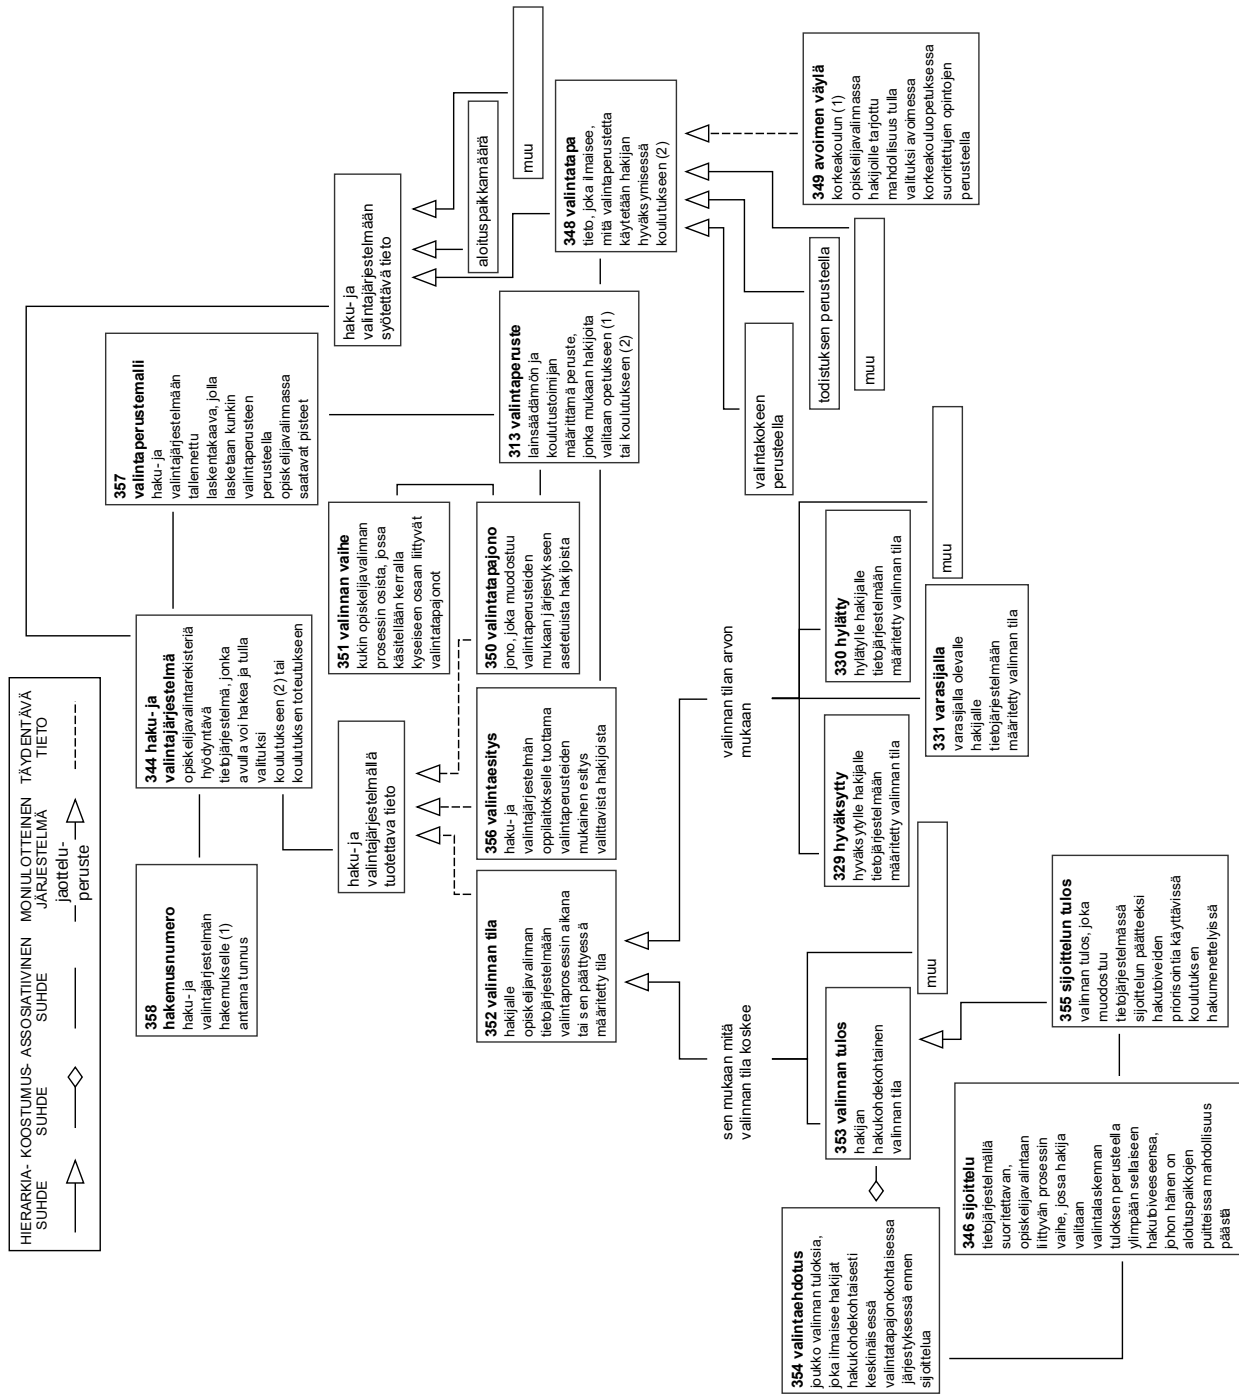 HIERARKIA-
SUHDE
KOOSTUMUS-
SUHDE
ASSOSIATIIVINEN
SUHDE
MONIULOTTEINEN
JÄRJESTELMÄ
jaottelu-
peruste
TÄYDENTÄVÄ
TIETO
358
hakemusnumero
haku- ja
valintajärjestelmän
hakemukselle (1)
antama tunnus
344 haku- ja
valintajärjestelmä
opiskelijavalintarekisteriä
hyödyntävä
tietojärjestelmä, jonka
avulla voi hakea ja tulla
valituksi
koulutukseen (2) tai
koulutuksen toteutukseen
357
valintaperustemalli
haku- ja
valintajärjestelmään
tallennettu
laskentakaava, jolla
lasketaan kunkin
valintaperusteen
perusteella
opiskelijavalinnassa
saatavat pisteet
haku- ja
valintajärjestelmällä
tuotettava tieto
351 valinnan vaihe
kukin opiskelijavalinnan
prosessin osista, jossa
käsitellään kerralla
kyseiseen osaan liittyvät
valintatapajonot
haku- ja
valintajärjestelmään
syötettävä tieto
aloituspaikkamäärä
muu
352 valinnan tila
hakijalle
opiskelijavalinnan
tietojärjestelmään
valintaprosessin aikana
tai sen päättyessä
määritetty tila
356 valintaesitys
haku- ja
valintajärjestelmän
oppilaitokselle tuottama
valintaperusteiden
mukainen esitys
valittavista hakijoista
350 valintatapajono
jono, joka muodostuu
valintaperusteiden
mukaan järjestykseen
asetetuista hakijoista
313 valintaperuste
lainsäädännön ja
koulutustoimijan
määrittämä peruste,
jonka mukaan hakijoita
valitaan opetukseen (1)
tai koulutukseen (2)
348 valintatapa
tieto, joka ilmaisee,
mitä valintaperustetta
käytetään hakijan
hyväksymisessä
koulutukseen (2)
sen mukaan mitä
valinnan tila koskee
valinnan tilan arvon
mukaan
valintakokeen
perusteella
todistuksen perusteella
muu
349 avoimen väylä
korkeakoulun (1)
opiskelijavalinnassa
hakijoille tarjottu
mahdollisuus tulla
valituksi avoimessa
korkeakouluopetuksessa
suoritettujen opintojen
perusteella
354 valintaehdotus
joukko valinnan tuloksia,
joka ilmaisee hakijat
hakukohdekohtaisesti
keskinäisessä
valintatapajonokohtaisessa
järjestyksessä ennen
sijoittelua
353 valinnan tulos
hakijan
hakukohdekohtainen
valinnan tila
muu
329 hyväksytty
hyväksytylle hakijalle
tietojärjestelmään
määritetty valinnan tila
330 hylätty
hylätylle hakijalle
tietojärjestelmään
määritetty valinnan tila
331 varasijalla
varasijalla olevalle
hakijalle
tietojärjestelmään
määritetty valinnan tila
muu
346 sijoittelu
tietojärjestelmällä
suoritettavan,
opiskelijavalintaan
liittyvän prosessin
vaihe, jossa hakija
valitaan
valintalaskennan
tuloksen perusteella
ylimpään sellaiseen
hakutoiveeseensa,
johon hänen on
aloituspaikkojen
puitteissa mahdollisuus
päästä
355 sijoittelun tulos
valinnan tulos, joka
muodostuu
tietojärjestelmässä
sijoittelun päätteeksi
hakutoiveiden
priorisointia käyttävissä
koulutuksen
hakumenettelyissä